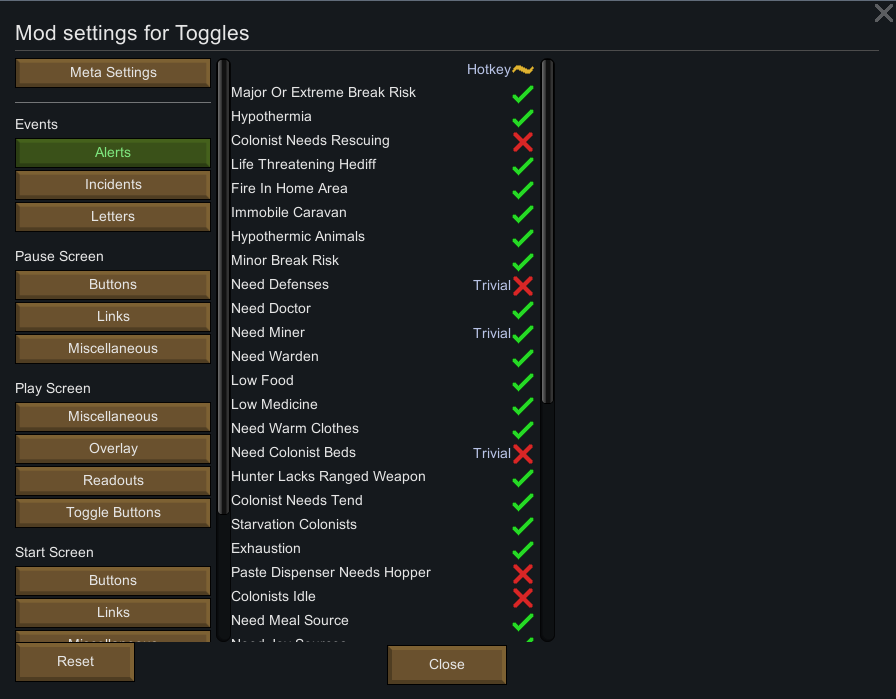 Mod settings for Toggles
Meta Settings
Events
Alerts
Incidents
Letters
Pause Screen
Buttons
Links
Miscellaneous
Play Screen
Miscellaneous
Overlay
Readouts
Toggle Buttons
Start Screen
Buttons
Links
Miscellaneous
Reset
Hotkey
Major Or Extreme Break Risk
Hypothermia
Colonist Needs Rescuing
Life Threatening Hediff
Fire In Home Area
Immobile Caravan
Hypothermic Animals
Minor Break Risk
Need Defenses Trivial
Need Doctor
Need Miner Trivial
Need Warden
Low Food
Low Medicine
Need Warm Clothes
Need Colonist Beds Trivial
Hunter Lacks Ranged Weapon
Colonist Needs Tend
Starvation Colonists
Exhaustion
Paste Dispenser Needs Hopper
Colonists Idle
Need Meal Source
Need Joy Sources
Close